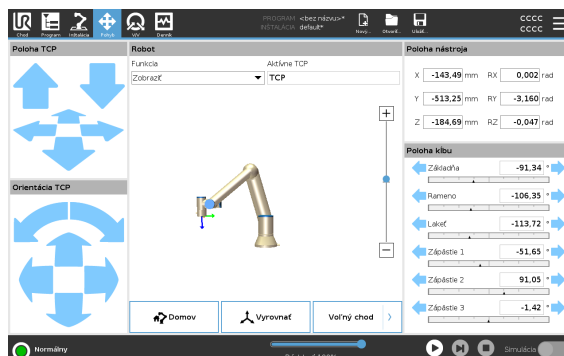 PROGRAM <bez názvu>*
INŠTALÁCIA default*
CCCC
CCCC
Chod Program Inštalácia Pohyb V/V Denník Nový... Otvoriť... Uložiť...
Poloha TCP
Robot
Poloha nástroja
Funkcia
Aktívne TCP
Zobraziť
TCP
X -143,49 mm RX 0,002 rad
Y -513,25 mm RY -3,160 rad
Z -184,69 mm RZ -0,047 rad
Poloha kĺbu
Základňa -91,34 °
Rameno -106,35 °
Lakeť -113,72 °
Orientácia TCP
Zápästie 1 -51,65 °
Zápästie 2 91,05 °
Zápästie 3 -1,42 °
Domov
Vyrovnať
Voľný chod
Normálny
Simulácia